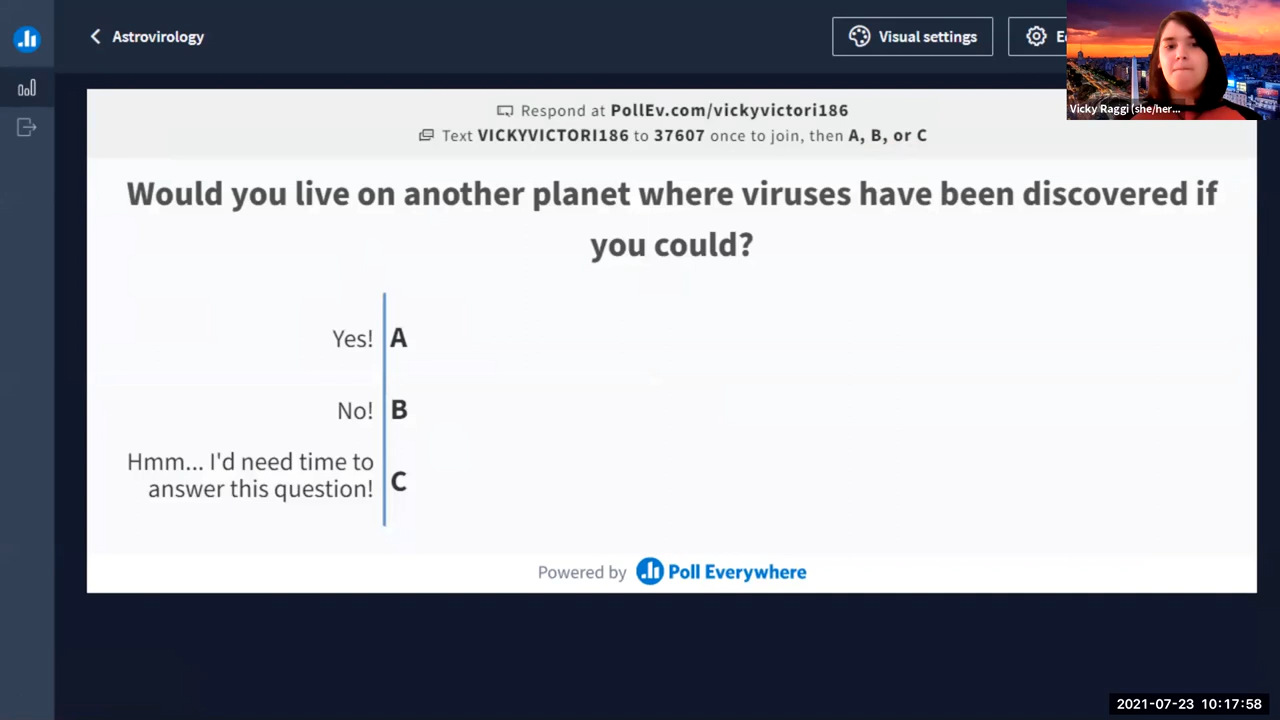 Astrovirology
Visual settings
Vicky Raggi (she/her...
Respond at PollEv.com/vickyvictori186
Text VICKYVICTORI186 to 37607 once to join, then A, B, or C
Would you live on another planet where viruses have been discovered if
you could?
Yes! A
No! B
Hmm... I'd need time to
answer this question! C
Powered by Poll Everywhere
2021-07-23 10:17:58